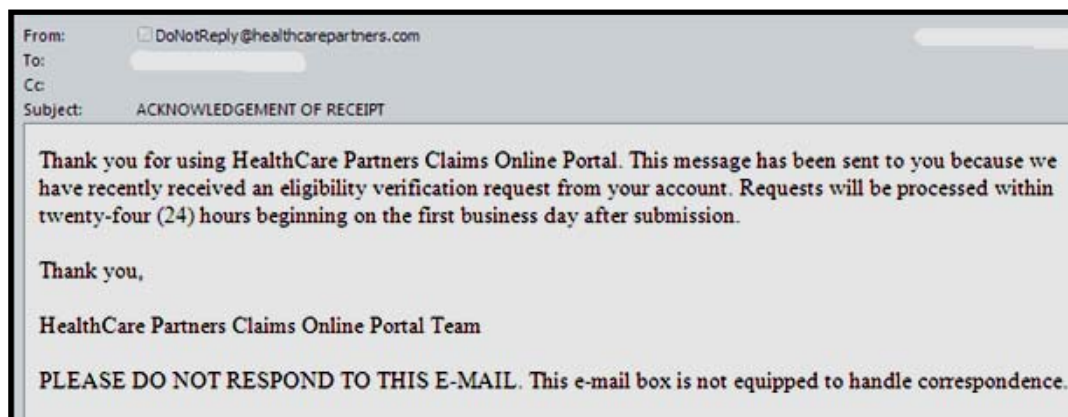 From: DoNotReply@healthcarepartners.com
To:
Cc:
Subject: ACKNOWLEDGEMENT OF RECEIPT
Thank you for using HealthCare Partners Claims Online Portal. This message has been sent to you because we
have recently received an eligibility verification request from your account. Requests will be processed within
twenty-four (24) hours beginning on the first business day after submission.
Thank you,
HealthCare Partners Claims Online Portal Team
PLEASE DO NOT RESPOND TO THIS E-MAIL. This e-mail box is not equipped to handle correspondence.